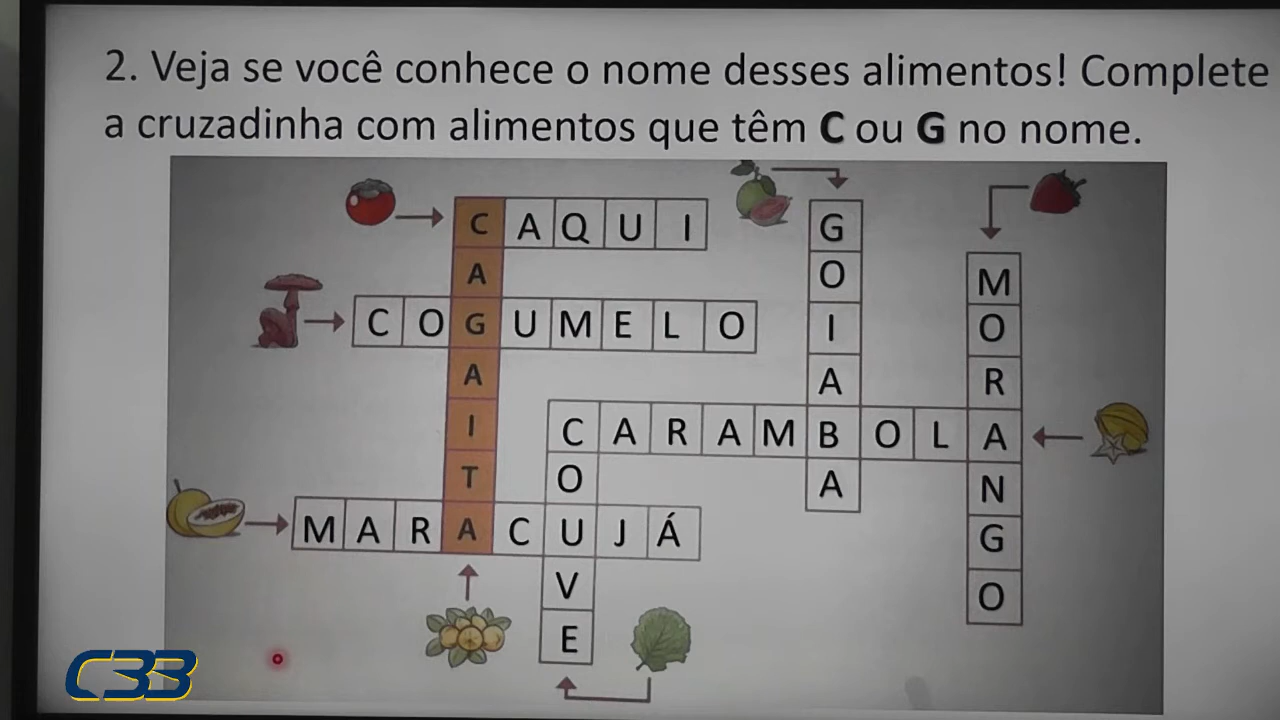 2. Veja se você conhece o nome desses alimentos! Complete
a cruzadinha com alimentos que têm C ou G no nome.
CAQUI
CAGAITA
COGUMELO
GOIABA
MORANGO
CARAMBOLA
COUVE
MARACUJÁ
C33